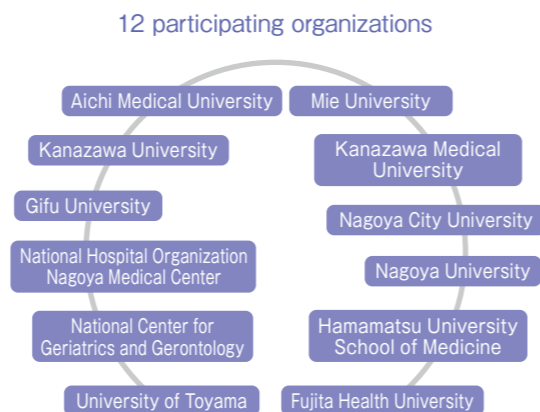 12 participating organizations
Aichi Medical University
Mie University
Kanazawa University
Kanazawa Medical
University
Gifu University
Nagoya City University
National Hospital Organization
Nagoya Medical Center
Nagoya University
National Center for
Geriatrics and Gerontology
Hamamatsu University
School of Medicine
University of Toyama
Fujita Health University